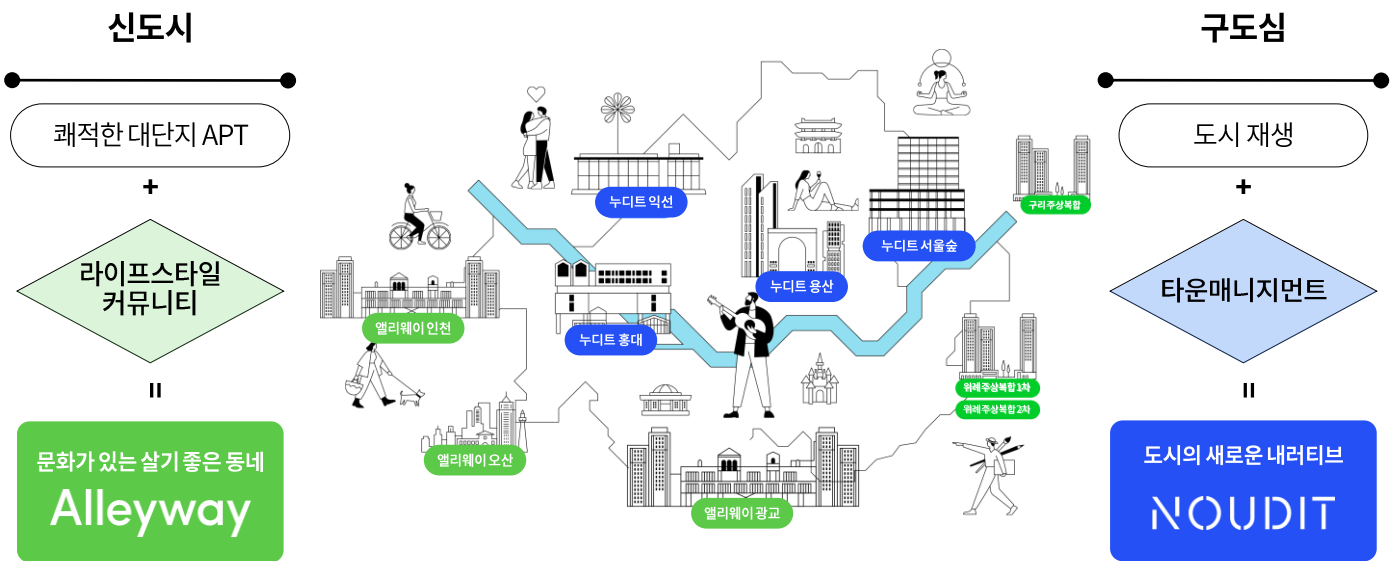 신도시
쾌적한 대단지 APT
+
라이프스타일
커뮤니티
=
문화가 있는 살기 좋은 동네
Alleyway
누디트 익선
누디트 서울숲
구리주상복합
누디트 용산
앨리웨이 인천
누디트 홍대
위례주상복합 1차
위례주상복합 2차
앨리웨이 오산
앨리웨이 광교
구도심
도시 재생
+
타운매니지먼트
=
도시의 새로운 내러티브
NOUDIT